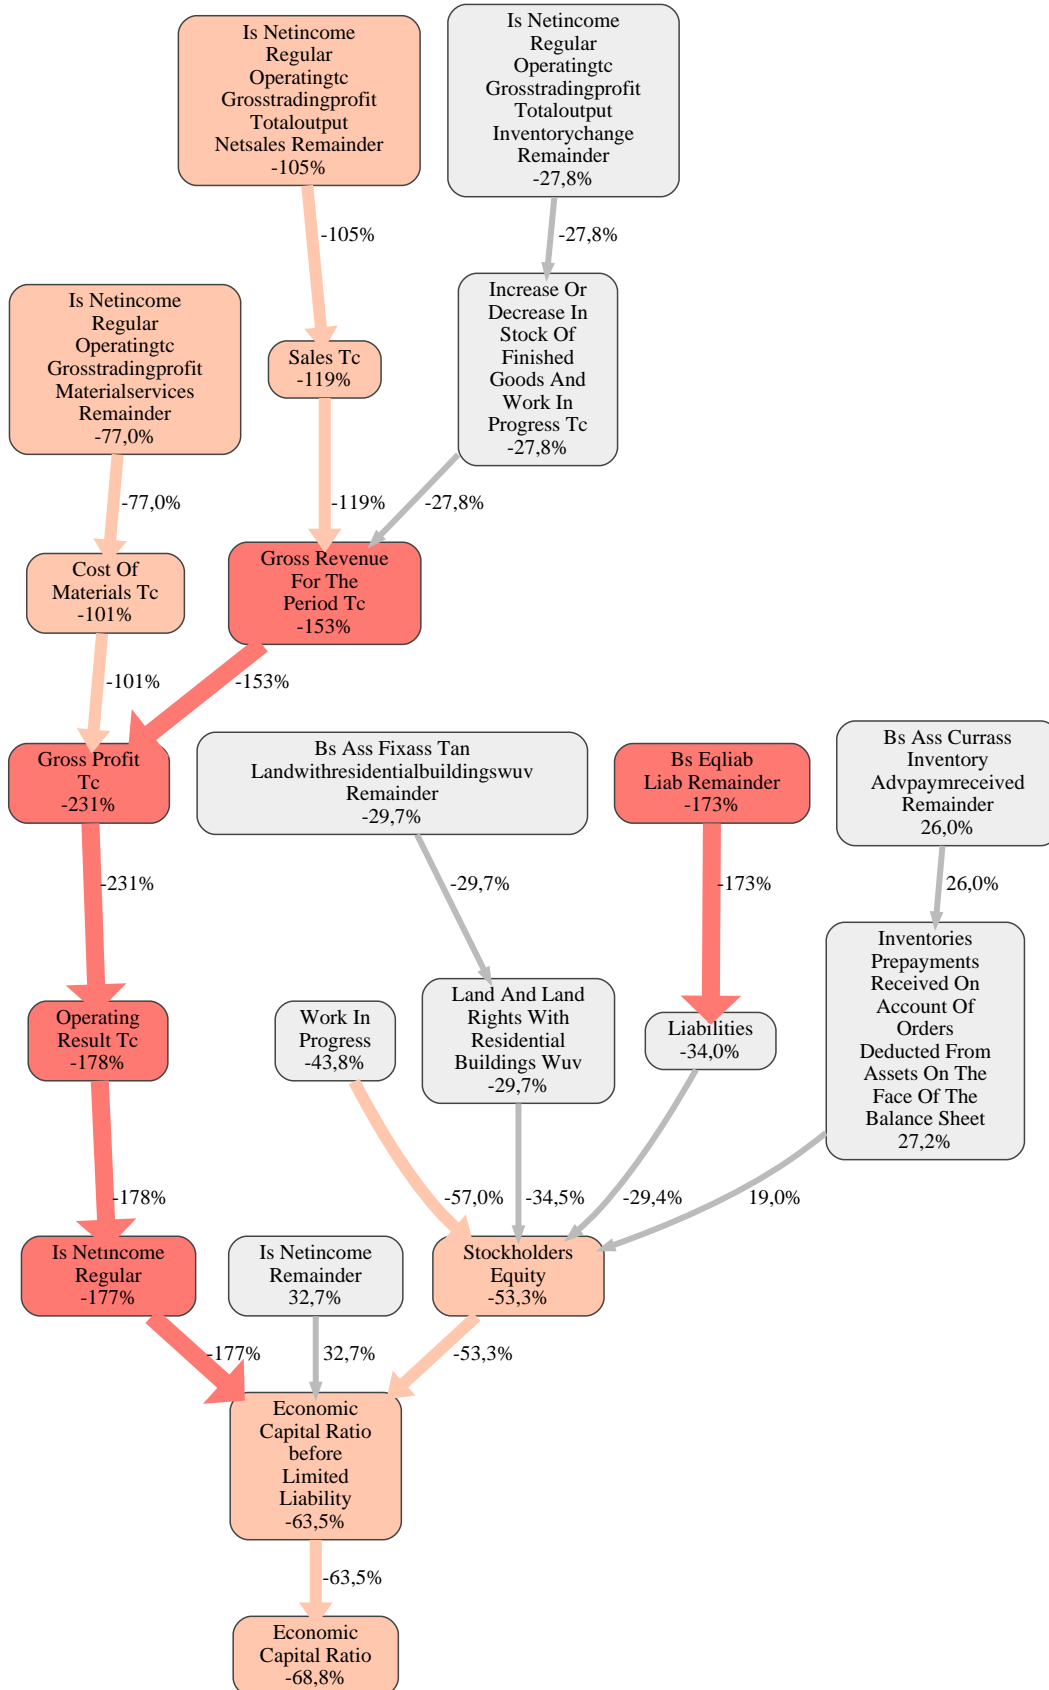 Is Netincome
Regular
Operatingtc
Grosstradingprofit
Totaloutput
Netsales Remainder
-105%
Is Netincome
Regular
Operatingtc
Grosstradingprofit
Totaloutput
Inventorychange
Remainder
-27,8%
-105%
-27,8%
Is Netincome
Regular
Operatingtc
Grosstradingprofit
Materialservices
Remainder
-77,0%
Sales Tc
-119%
Increase Or
Decrease In
Stock Of
Finished
Goods And
Work In
Progress Tc
-27,8%
-77,0%
-119%
-27,8%
Cost Of
Materials Tc
-101%
Gross Revenue
For The
Period Tc
-153%
-101%
-153%
Gross Profit
Tc
-231%
Bs Ass Fixass Tan
Landwithresidentialbuildingswuv
Remainder
-29,7%
Bs Eqliab
Liab Remainder
-173%
Bs Ass Currass
Inventory
Advpaymreceived
Remainder
26,0%
-231%
-29,7%
-173%
26,0%
Operating
Result Tc
-178%
Work In
Progress
-43,8%
Land And Land
Rights With
Residential
Buildings Wuv
-29,7%
Liabilities
-34,0%
Inventories
Prepayments
Received On
Account Of
Orders
Deducted From
Assets On The
Face Of The
Balance Sheet
27,2%
-178%
-57,0%
-34,5%
-29,4%
19,0%
Is Netincome
Regular
-177%
Is Netincome
Remainder
32,7%
Stockholders
Equity
-53,3%
-177%
32,7%
-53,3%
Economic
Capital Ratio
before
Limited
Liability
-63,5%
-63,5%
Economic
Capital Ratio
-68,8%